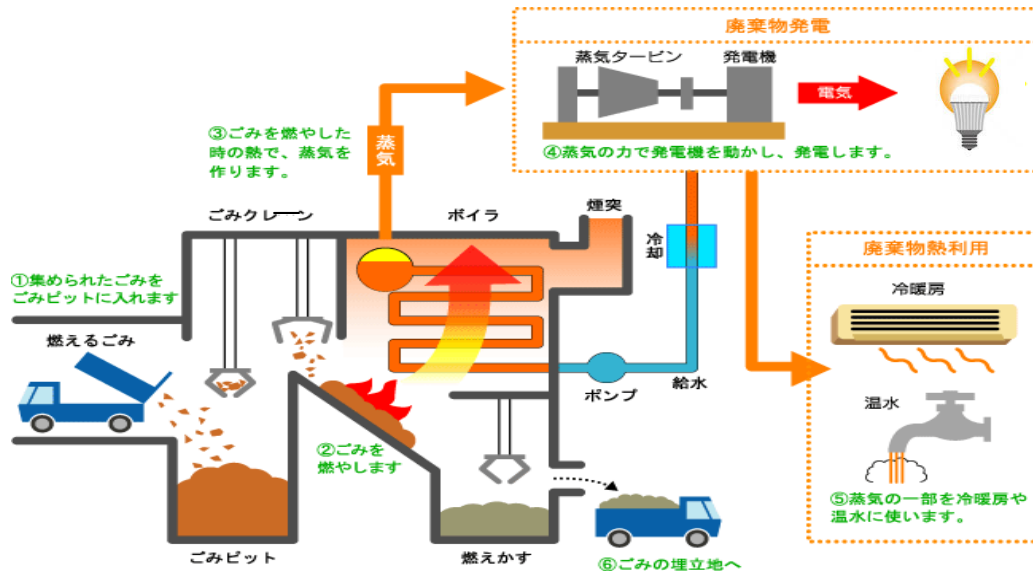 廃棄物発電
蒸気タービン
発電機
電気
④蒸気の力で発電機を動かし、発電します。
③ごみを燃やした
時の熱で、蒸気を
作ります。
蒸気
ごみクレーン
ボイラ
煙突
冷却
①集められたごみを
ごみピットに入れます
燃えるごみ
②ごみを
燃やします
ポンプ
給水
廃棄物熱利用
冷暖房
温水
⑤蒸気の一部を冷暖房や
温水に使います。
ごみピット
燃えかす
⑥ごみの埋立地へ